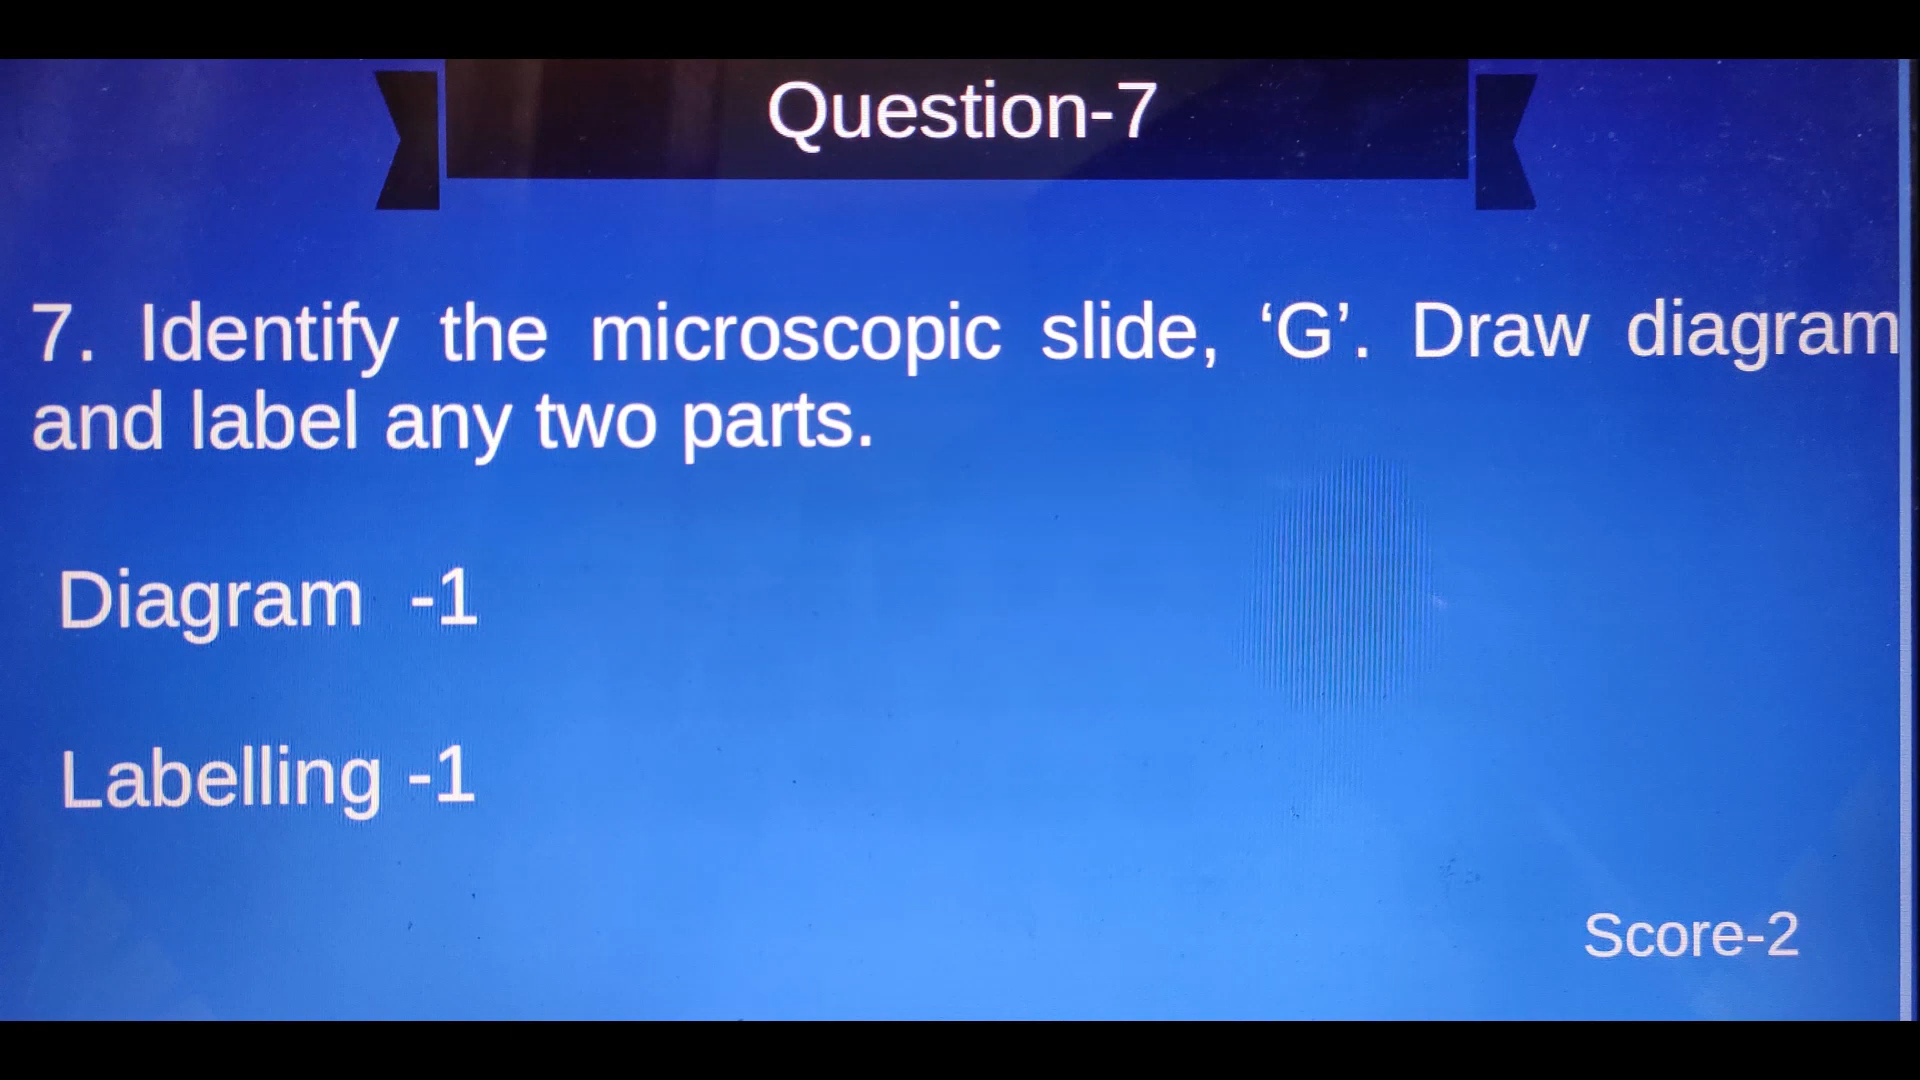 Question-7
7. Identify the microscopic slide, ‘G’. Draw diagram
and label any two parts.
Diagram -1
Labelling -1
Score-2